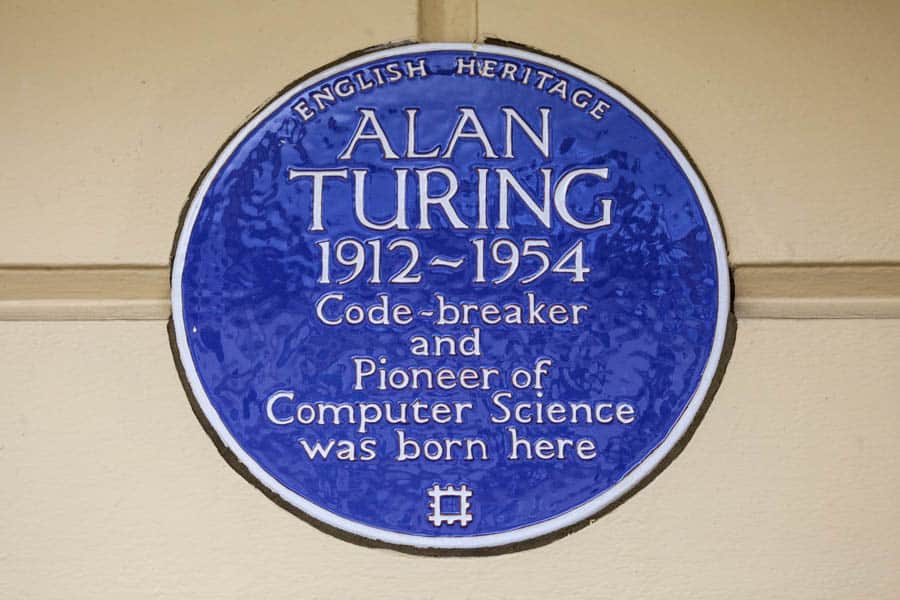 ENGLISH HERITAGE
ALAN
TURING
1912~1954
Code-breaker
and
Pioneer of
Computer Science
was born here